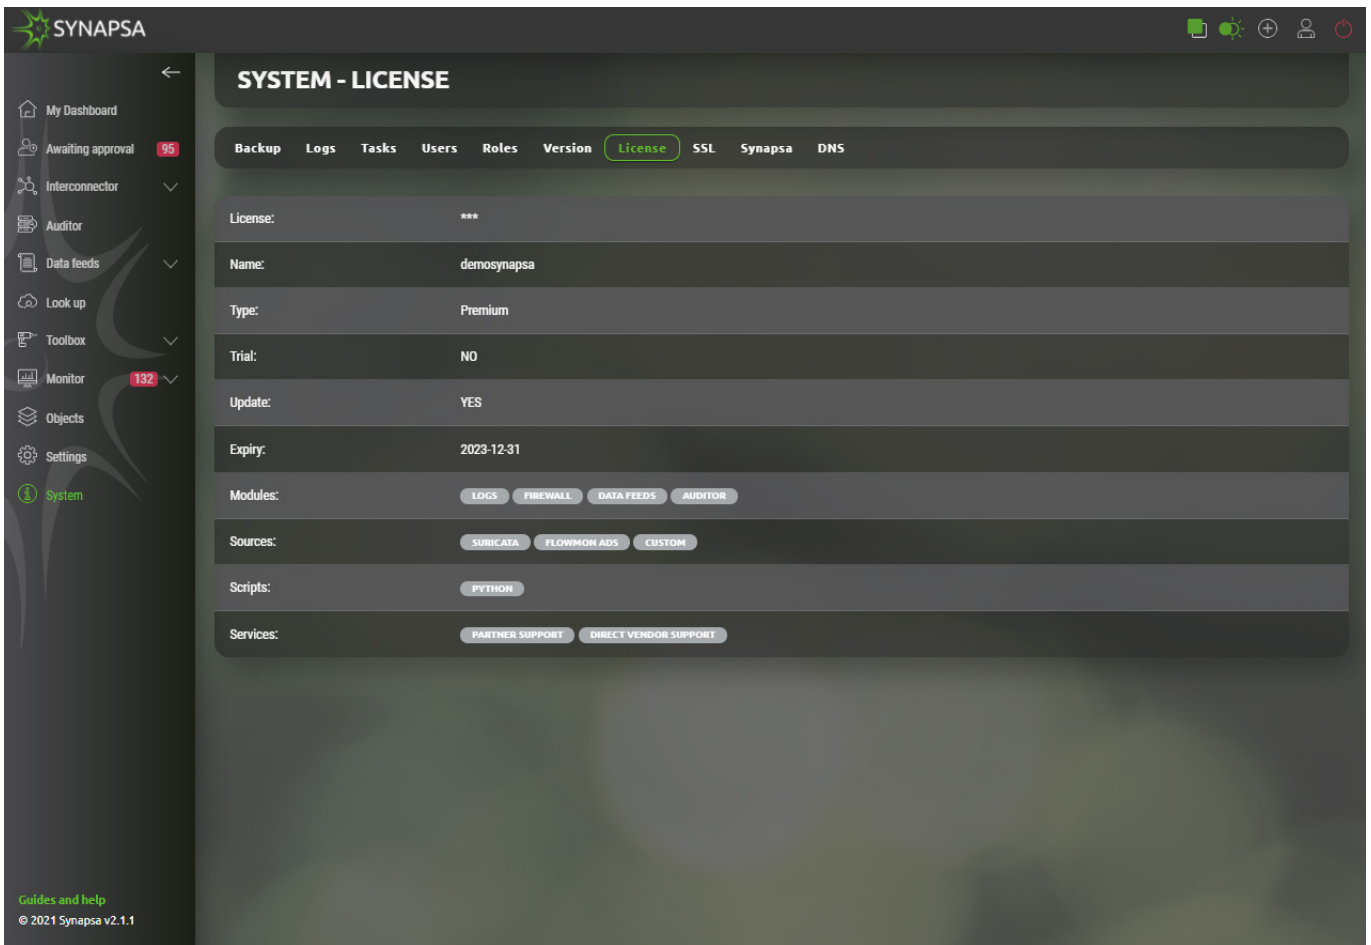 SYNAPSA
SYSTEM - LICENSE
My Dashboard
Awaiting approval 95
Interconnector
Auditor
Data feeds
Look up
Toolbox
Monitor 132
Objects
Settings
System
Backup Logs Tasks Users Roles Version License SSL Synapsa DNS
License: ***
Name: demosynapsa
Type: Premium
Trial: NO
Update: YES
Expiry: 2023-12-31
Modules: LOGS FIREWALL DATA FEEDS AUDITOR
Sources: SURICATA FLOWMON ADS CUSTOM
Scripts: PYTHON
Services: PARTNER SUPPORT DIRECT VENDOR SUPPORT
Guides and help
© 2021 Synapsa v2.1.1